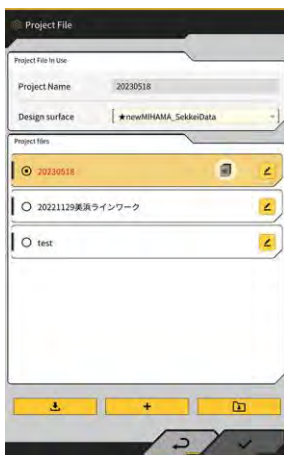 Project File
Project File In Use
Project Name 20230518
Design surface ★newMIHAMA_SekkeiData
Project files
20230518
20221129美浜ラインワーク
test